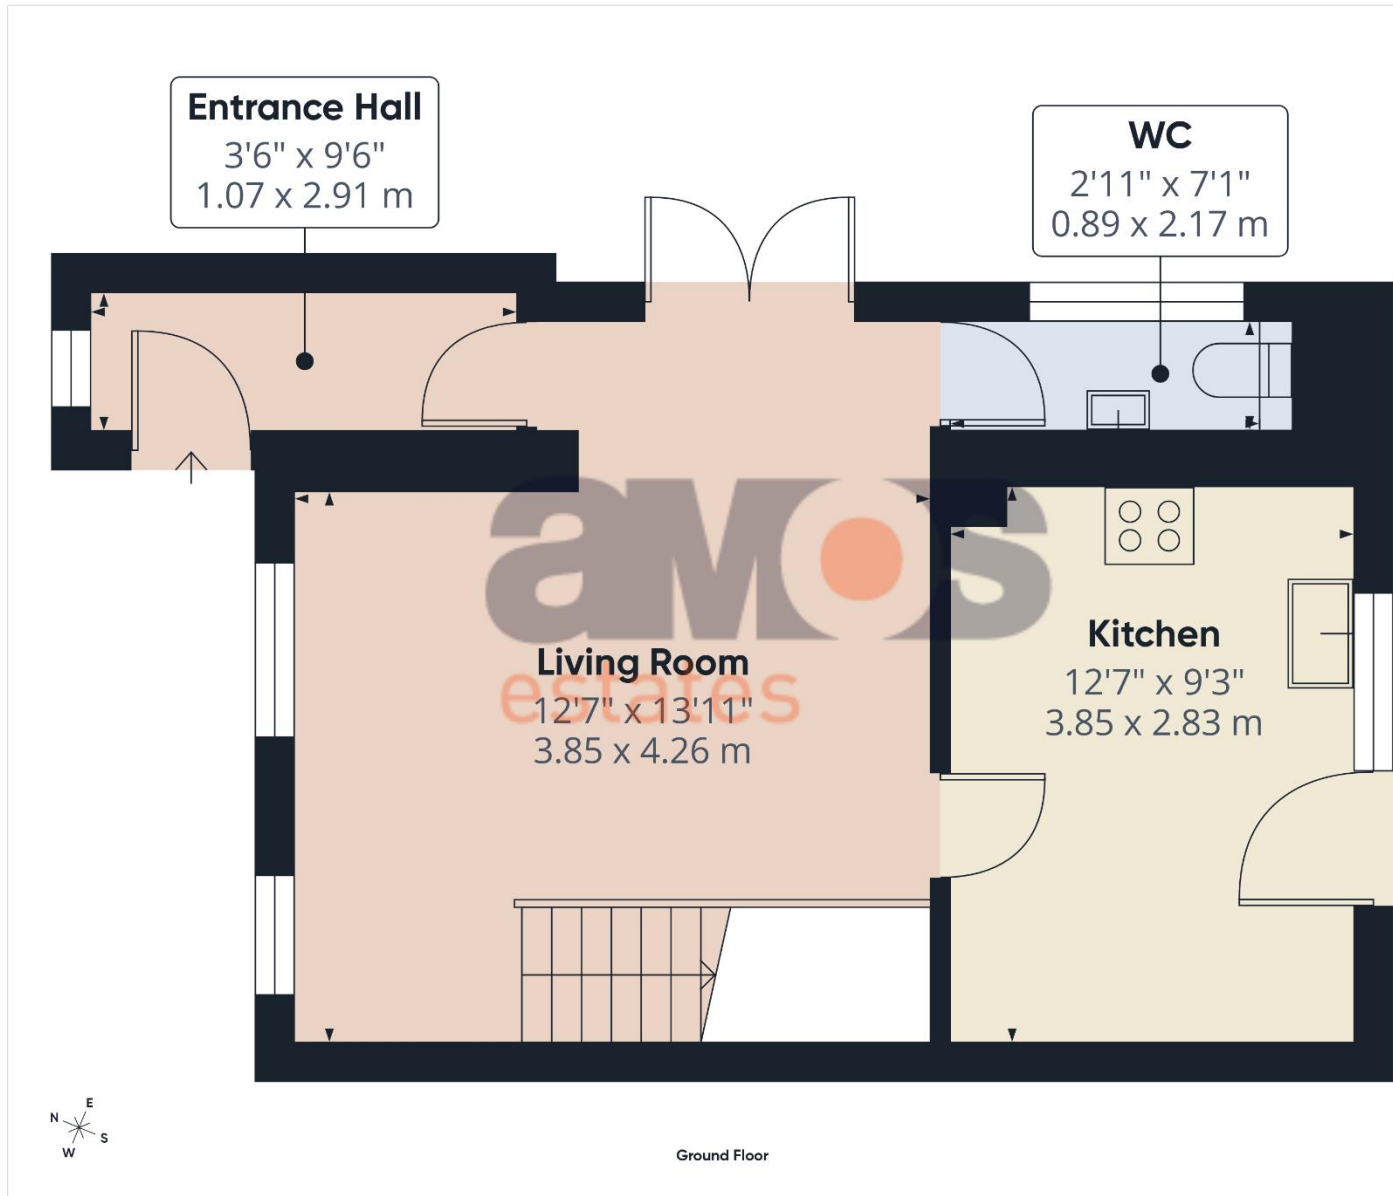 Entrance Hall
3'6" x 9'6"
1.07 x 2.91 m
WC
2'11" x 7'1"
0.89 x 2.17 m
amos
estates
Living Room
12'7" x 13'11"
3.85 x 4.26 m
Kitchen
12'7" x 9'3"
3.85 x 2.83 m
N
E
S
W
Ground Floor